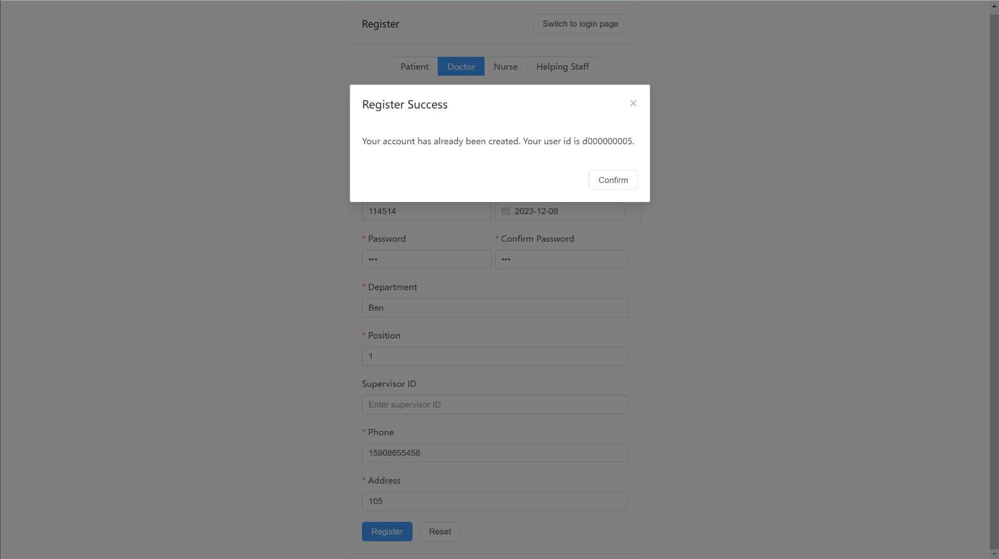 Register
Switch to login page
Patient
Doctor
Nurse
Helping Staff
Register Success
Your account has already been created. Your user id is d000000005.
Confirm
114514
2023-12-06
* Password
* Confirm Password
•••
•••
* Department
Ben
* Position
1
Supervisor ID
Enter supervisor ID
* Phone
15908655456
* Address
105
Register
Reset